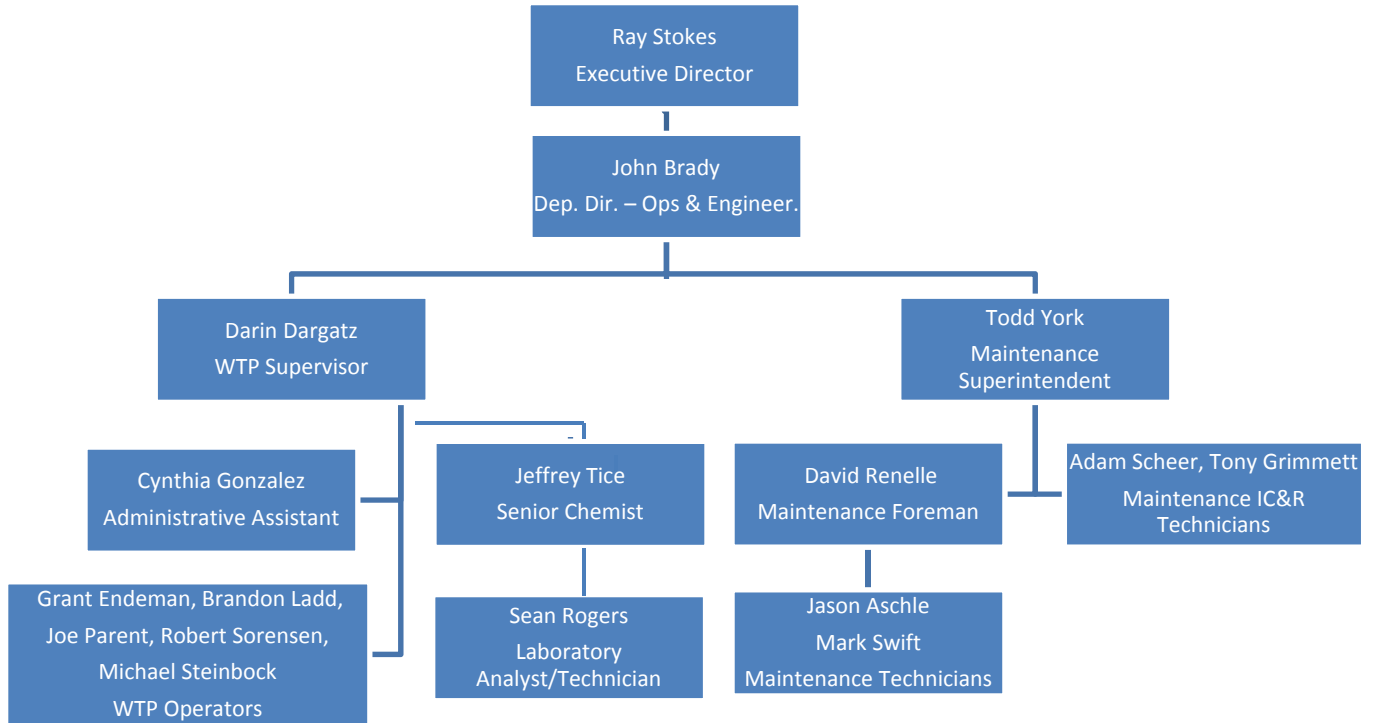 Ray Stokes
Executive Director
John Brady
Dep. Dir. – Ops & Engineer.
Darin Dargatz
WTP Supervisor
Todd York
Maintenance
Superintendent
Cynthia Gonzalez
Administrative Assistant
Jeffrey Tice
Senior Chemist
David Renelle
Maintenance Foreman
Adam Scheer, Tony Grimmett
Maintenance IC&R
Technicians
Grant Endeman, Brandon Ladd,
Joe Parent, Robert Sorensen,
Michael Steinbock
WTP Operators
Sean Rogers
Laboratory
Analyst/Technician
Jason Aschle
Mark Swift
Maintenance Technicians